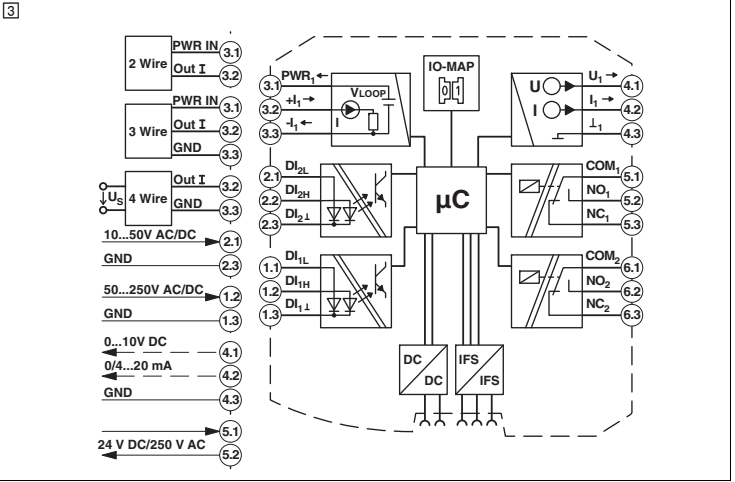 3
2 Wire
PWR IN 3.1
Out I 3.2
3 Wire
PWR IN 3.1
Out I 3.2
GND 3.3
4 Wire
US
Out I 3.2
GND 3.3
10...50V AC/DC 2.1
GND 2.3
50...250V AC/DC 1.2
GND 1.3
0...10V DC 4.1
0/4...20 mA 4.2
GND 4.3
5.1
24 V DC/250 V AC 5.2
3.1 PWR1 ←
3.2 +I1 →
3.3 -I1 ←
VLOOP
I
IO-MAP
0 1
U
I
U1 → 4.1
I1 → 4.2
⊥1 4.3
2.1 DI2L
2.2 DI2H
2.3 DI2⊥
µC
COM1 5.1
NO1 5.2
NC1 5.3
1.1 DI1L
1.2 DI1H
1.3 DI1⊥
COM2 6.1
NO2 6.2
NC2 6.3
DC
DC
IFS
IFS